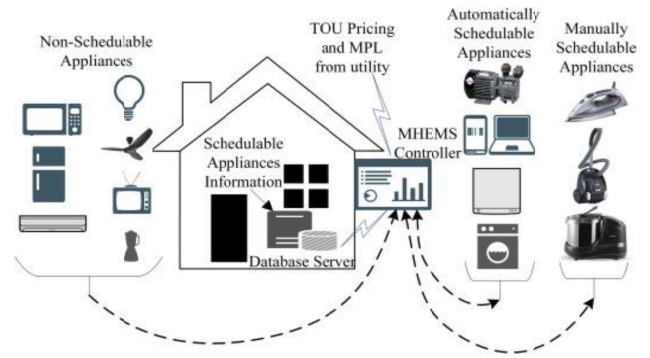 Non-Schedulable
Appliances
TOU Pricing
and MPL
from utility
Automatically
Schedulable
Appliances
Manually
Schedulable
Appliances
MHEMS
Controller
Schedulable
Appliances
Information
Database Server